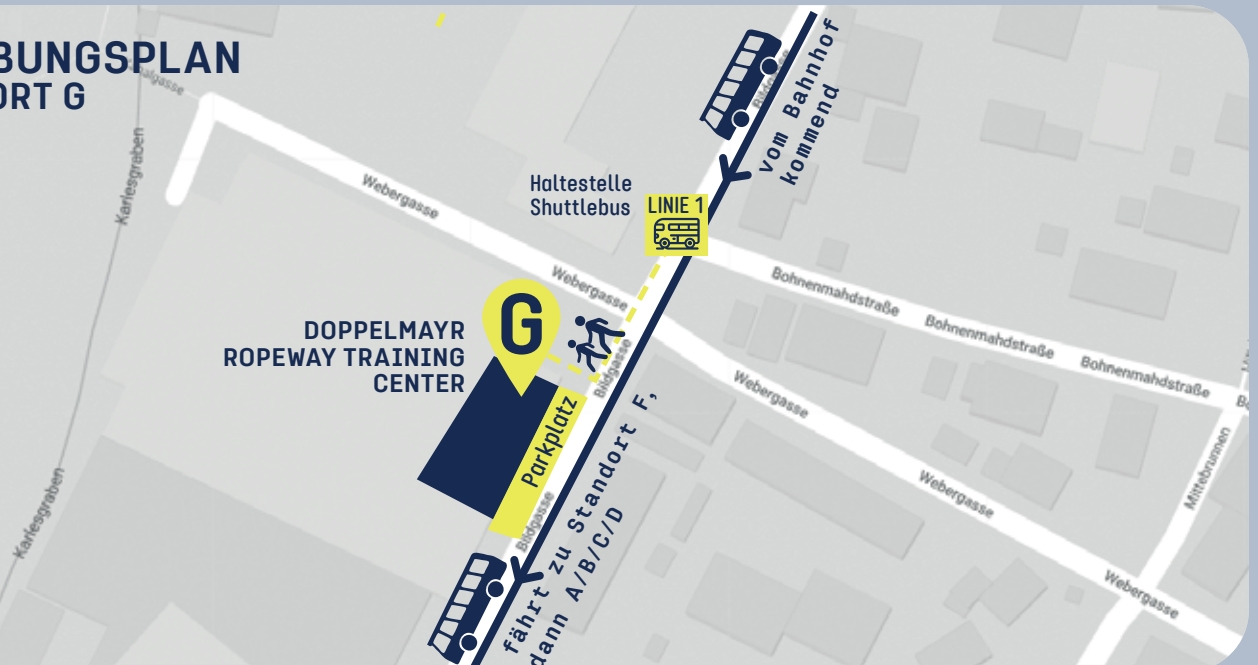 BUNGSPLAN
ORT G
Karlesgraben
Webergasse
Bildgasse
vom Bahnhof
kommend
Haltestelle
Shuttlebus
LINIE 1
Webergasse
Bohnenmahdstraße
Bohnenmahdstraße
Bohnenmahdstraße
G
DOPPELMAYR
ROPEWAY TRAINING
CENTER
Bildgasse
Webergasse
Parkplatz
Mittebrunnen
Karlesgraben
Bildgasse
Webergasse
fährt zu Standort F,
dann A/B/C/D
Webergasse